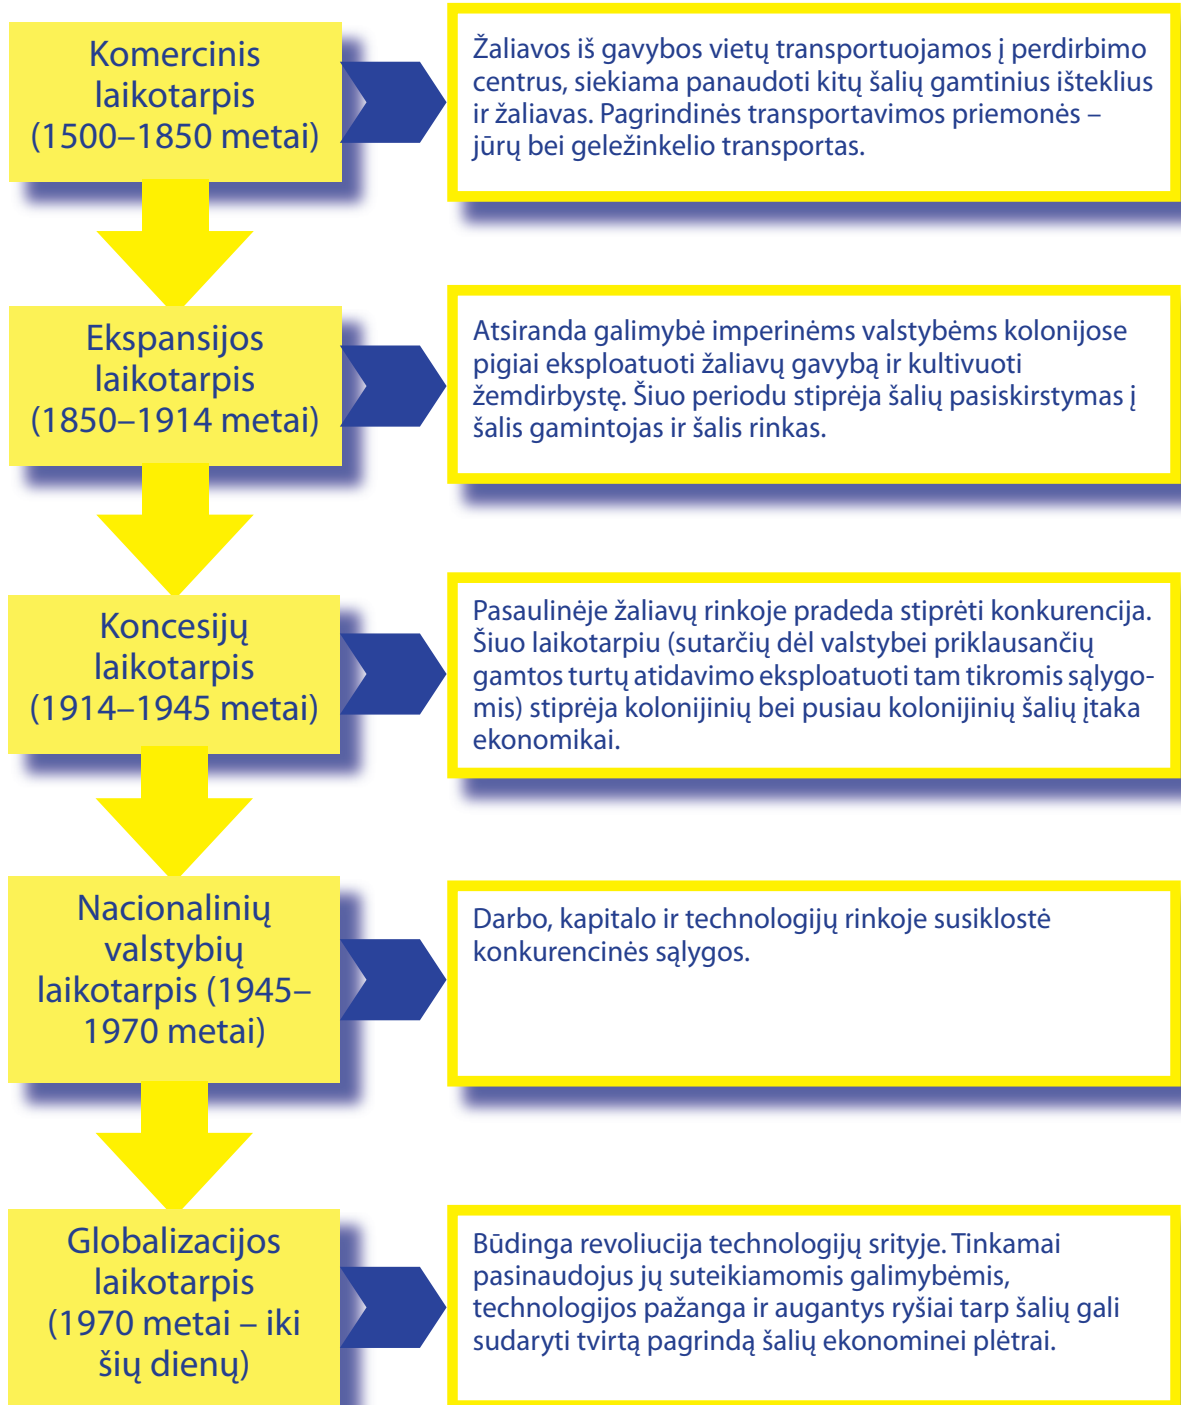 Komercinis
laikotarpis
(1500–1850 metai)
Žaliavos iš gavybos vietų transportuojamos į perdirbimo
centrus, siekiama panaudoti kitų šalių gamtinius išteklius
ir žaliavas. Pagrindinės transportavimo priemonės –
jūrų bei geležinkelio transportas.
Ekspansijos
laikotarpis
(1850–1914 metai)
Atsiranda galimybė imperinėms valstybėms kolonijose
pigiai eksploatuoti žaliavų gavybą ir kultivuoti
žemdirbystę. Šiuo periodu stiprėja šalių pasiskirstymas į
šalis gamintojas ir šalis rinkas.
Koncesijų
laikotarpis
(1914–1945 metai)
Pasaulinėje žaliavų rinkoje pradeda stiprėti konkurencija.
Šiuo laikotarpiu (sutarčių dėl valstybei priklausančių
gamtos turtų atidavimo eksploatuoti tam tikromis sąlygo-
mis) stiprėja kolonijinių bei pusiau kolonijinių šalių įtaka
ekonomikai.
Nacionalinių
valstybių
laikotarpis (1945–
1970 metai)
Darbo, kapitalo ir technologijų rinkoje susiklostė
konkurencinės sąlygos.
Globalizacijos
laikotarpis
(1970 metai – iki
šių dienų)
Būdinga revoliucija technologijų srityje. Tinkamai
pasinaudojus jų suteikiamomis galimybėmis,
technologijos pažanga ir augantys ryšiai tarp šalių gali
sudaryti tvirtą pagrindą šalių ekonominei plėtrai.